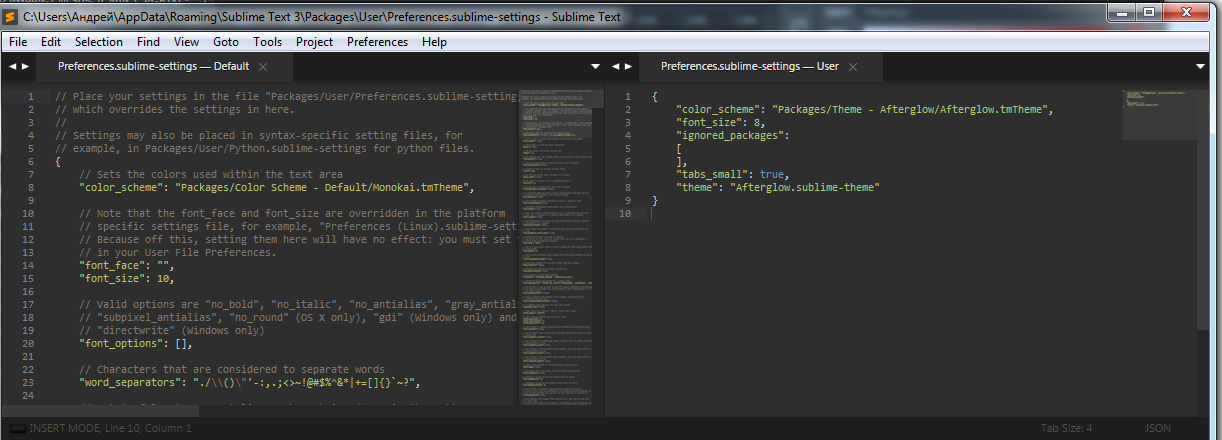 C:\Users\Андрей\AppData\Roaming\Sublime Text 3\Packages\User\Preferences.sublime-settings - Sublime Text
File Edit Selection Find View Goto Tools Project Preferences Help
Preferences.sublime-settings — Default
1 // Place your settings in the file "Packages/User/Preferences.sublime-setting
2 // which overrides the settings in here.
3 //
4 // Settings may also be placed in syntax-specific setting files, for
5 // example, in Packages/User/Python.sublime-settings for python files.
6 {
7 // Sets the colors used within the text area
8 "color_scheme": "Packages/Color Scheme - Default/Monokai.tmTheme",
9
10 // Note that the font_face and font_size are overridden in the platform
11 // specific settings file, for example, "Preferences (Linux).sublime-sett
12 // Because off this, setting them here will have no effect: you must set
13 // in your User File Preferences.
14 "font_face": "",
15 "font_size": 10,
16
17 // Valid options are "no_bold", "no_italic", "no_antialias", "gray_antial
18 // "subpixel_antialias", "no_round" (OS X only), "gdi" (Windows only) and
19 // "directwrite" (Windows only)
20 "font_options": [],
21
22 // Characters that are considered to separate words
23 "word_separators": "./\\()\"'-:,.;<>~!@#$%^&*|+=[]{}`~?",
24
Preferences.sublime-settings — User
1 {
2 "color_scheme": "Packages/Theme - Afterglow/Afterglow.tmTheme",
3 "font_size": 8,
4 "ignored_packages":
5 [
6 ],
7 "tabs_small": true,
8 "theme": "Afterglow.sublime-theme"
9 }
10
INSERT MODE, Line 10, Column 1
Tab Size: 4
JSON